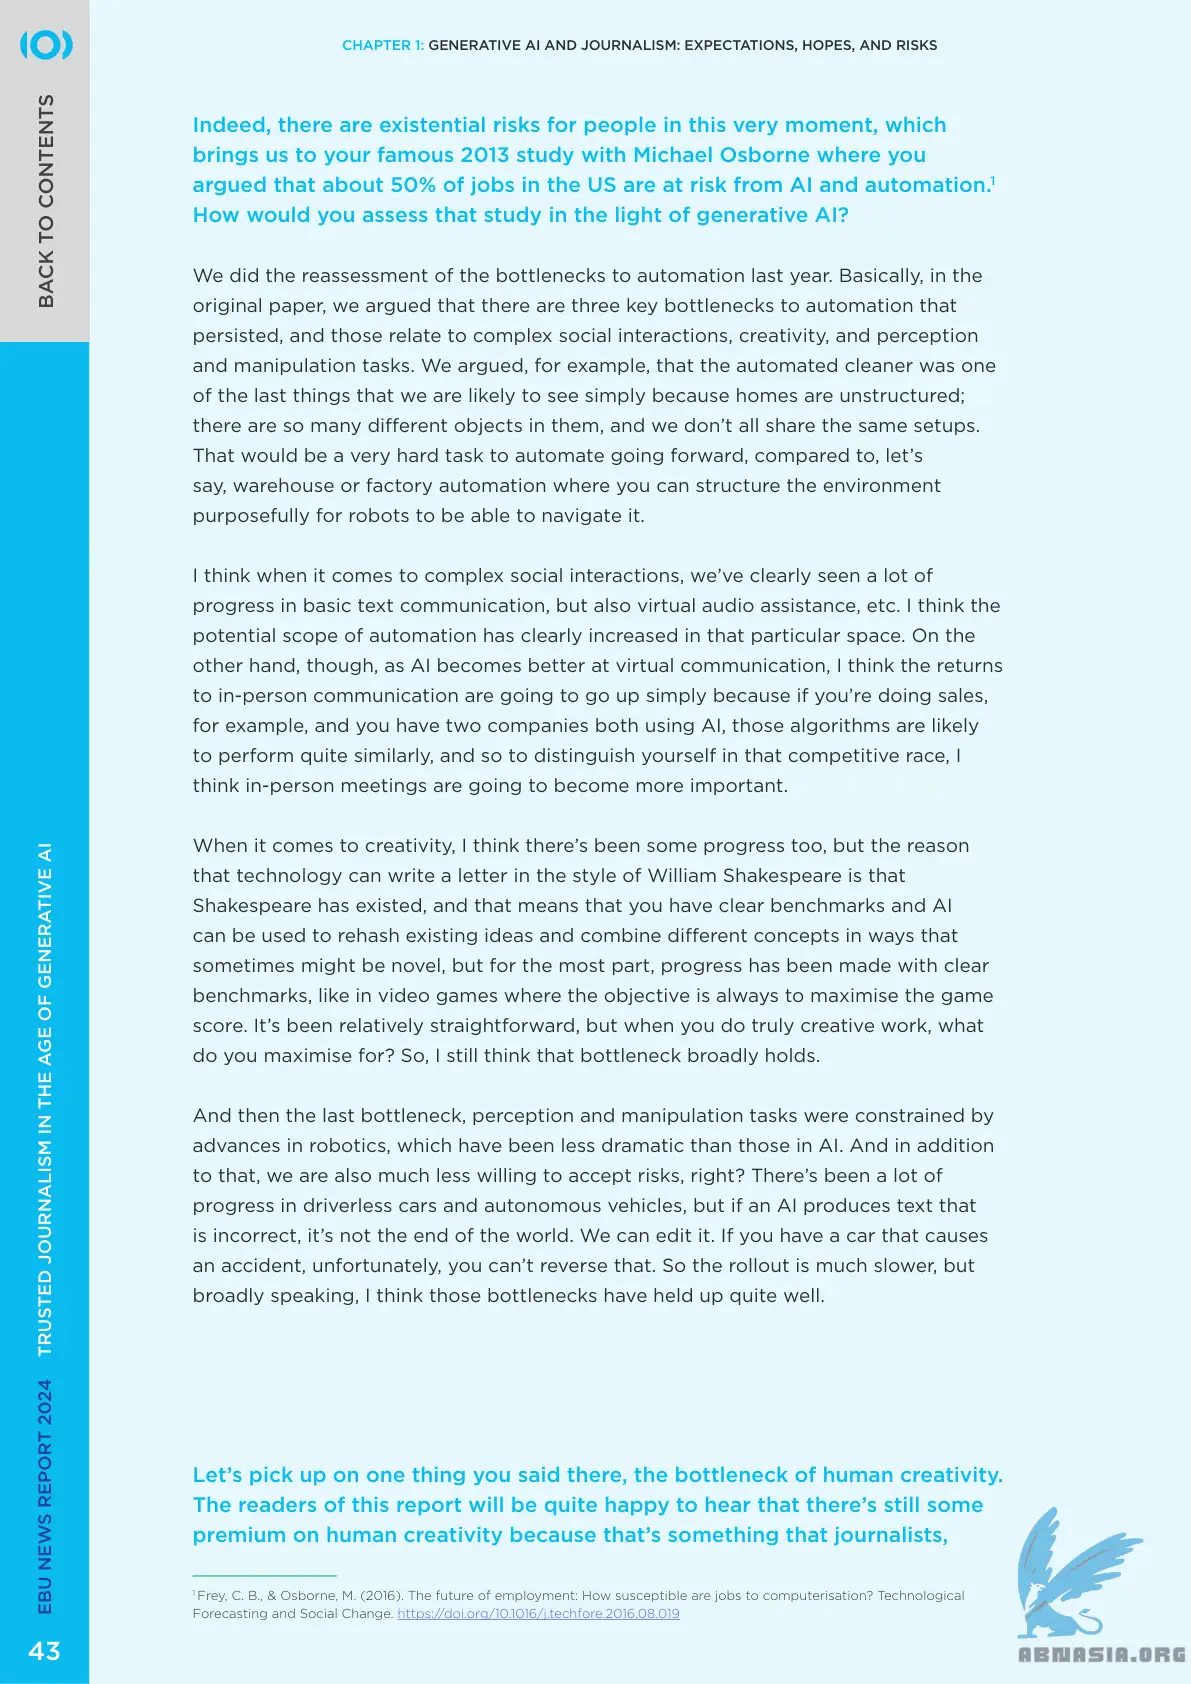 CHAPTER 1: GENERATIVE AI AND JOURNALISM: EXPECTATIONS, HOPES, AND RISKS
BACK TO CONTENTS
Indeed, there are existential risks for people in this very moment, which
brings us to your famous 2013 study with Michael Osborne where you
argued that about 50% of jobs in the US are at risk from AI and automation.¹
How would you assess that study in the light of generative AI?
We did the reassessment of the bottlenecks to automation last year. Basically, in the
original paper, we argued that there are three key bottlenecks to automation that
persisted, and those relate to complex social interactions, creativity, and perception
and manipulation tasks. We argued, for example, that the automated cleaner was one
of the last things that we are likely to see simply because homes are unstructured;
there are so many different objects in them, and we don’t all share the same setups.
That would be a very hard task to automate going forward, compared to, let’s
say, warehouse or factory automation where you can structure the environment
purposefully for robots to be able to navigate it.
I think when it comes to complex social interactions, we’ve clearly seen a lot of
progress in basic text communication, but also virtual audio assistance, etc. I think the
potential scope of automation has clearly increased in that particular space. On the
other hand, though, as AI becomes better at virtual communication, I think the returns
to in-person communication are going to go up simply because if you’re doing sales,
for example, and you have two companies both using AI, those algorithms are likely
to perform quite similarly, and so to distinguish yourself in that competitive race, I
think in-person meetings are going to become more important.
When it comes to creativity, I think there’s been some progress too, but the reason
that technology can write a letter in the style of William Shakespeare is that
Shakespeare has existed, and that means that you have clear benchmarks and AI
can be used to rehash existing ideas and combine different concepts in ways that
sometimes might be novel, but for the most part, progress has been made with clear
benchmarks, like in video games where the objective is always to maximise the game
score. It’s been relatively straightforward, but when you do truly creative work, what
do you maximise for? So, I still think that bottleneck broadly holds.
And then the last bottleneck, perception and manipulation tasks were constrained by
advances in robotics, which have been less dramatic than those in AI. And in addition
to that, we are also much less willing to accept risks, right? There’s been a lot of
progress in driverless cars and autonomous vehicles, but if an AI produces text that
is incorrect, it’s not the end of the world. We can edit it. If you have a car that causes
an accident, unfortunately, you can’t reverse that. So the rollout is much slower, but
broadly speaking, I think those bottlenecks have held up quite well.
Let’s pick up on one thing you said there, the bottleneck of human creativity.
The readers of this report will be quite happy to hear that there’s still some
premium on human creativity because that’s something that journalists,
¹ Frey, C. B., & Osborne, M. (2016). The future of employment: How susceptible are jobs to computerisation? Technological
Forecasting and Social Change. https://doi.org/10.1016/j.techfore.2016.08.019
EBU NEWS REPORT 2024 TRUSTED JOURNALISM IN THE AGE OF GENERATIVE AI
43
ABNASIA.ORG